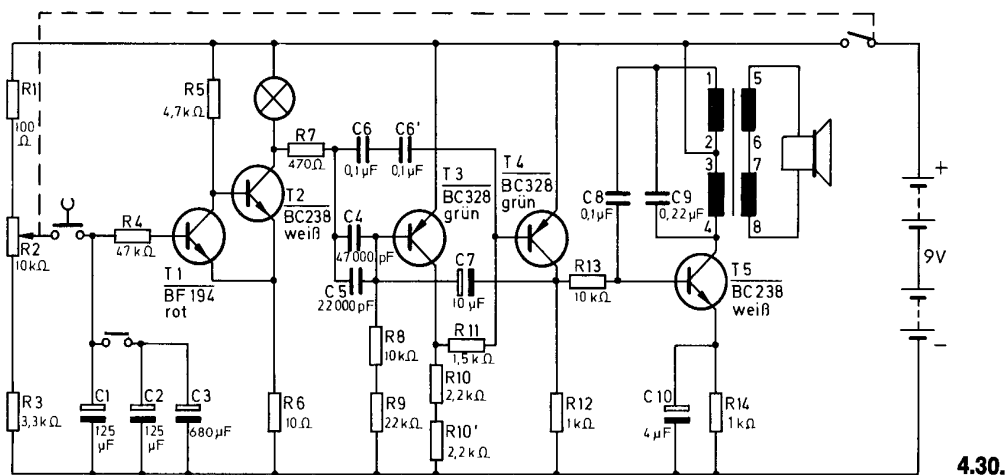 R1
100
Ω
R2
10kΩ
R3
3,3kΩ
R4
47kΩ
C1
125
μF
C2
125
μF
C3
680μF
R5
4,7kΩ
T1
BF194
rot
T2
BC238
weiß
R6
10Ω
R7
470Ω
C6
0,1μF
C6'
0,1μF
C4
47000pF
C5
22000pF
R8
10kΩ
R9
22kΩ
T3
BC328
grün
C7
10μF
R11
1,5kΩ
R10
2,2kΩ
R10'
2,2kΩ
T4
BC328
grün
R12
1kΩ
R13
10kΩ
C8
0,1μF
C9
0,22μF
1
2
3
4
5
6
7
8
T5
BC238
weiß
C10
4μF
R14
1kΩ
+
9V
−
4.30.